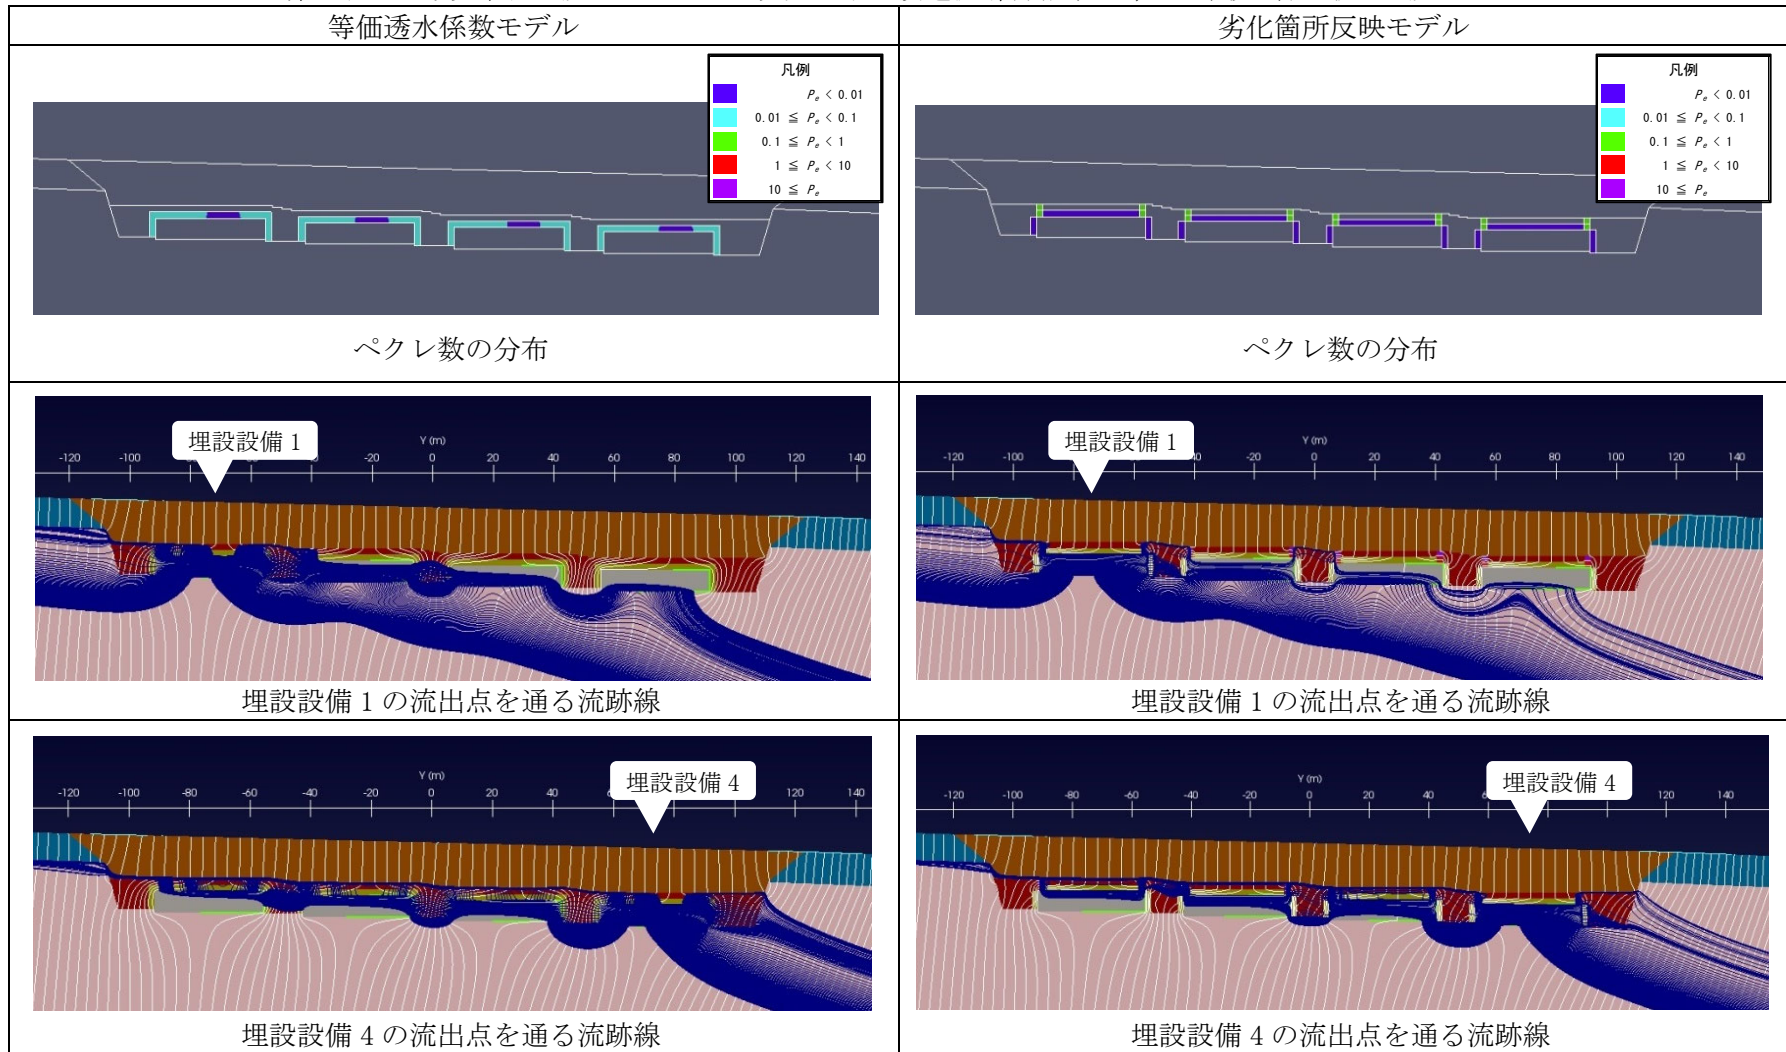 等価透水係数モデル
劣化箇所反映モデル
凡例
Pₑ < 0.01
0.01 ≦ Pₑ < 0.1
0.1 ≦ Pₑ < 1
1 ≦ Pₑ < 10
10 ≦ Pₑ
凡例
Pₑ < 0.01
0.01 ≦ Pₑ < 0.1
0.1 ≦ Pₑ < 1
1 ≦ Pₑ < 10
10 ≦ Pₑ
ペクレ数の分布
ペクレ数の分布
埋設設備 1
Y (m)
-120 -100 -20 0 20 40 60 80 100 120 140
埋設設備 1
Y (m)
-120 -100 -40 -20 0 20 40 60 80 100 120 140
埋設設備 1 の流出点を通る流跡線
埋設設備 1 の流出点を通る流跡線
埋設設備 4
Y (m)
-120 -100 -80 -60 -40 -20 0 20 40 120 140
埋設設備 4
Y (m)
-120 -100 -80 -60 -40 -20 0 20 40 120 140
埋設設備 4 の流出点を通る流跡線
埋設設備 4 の流出点を通る流跡線